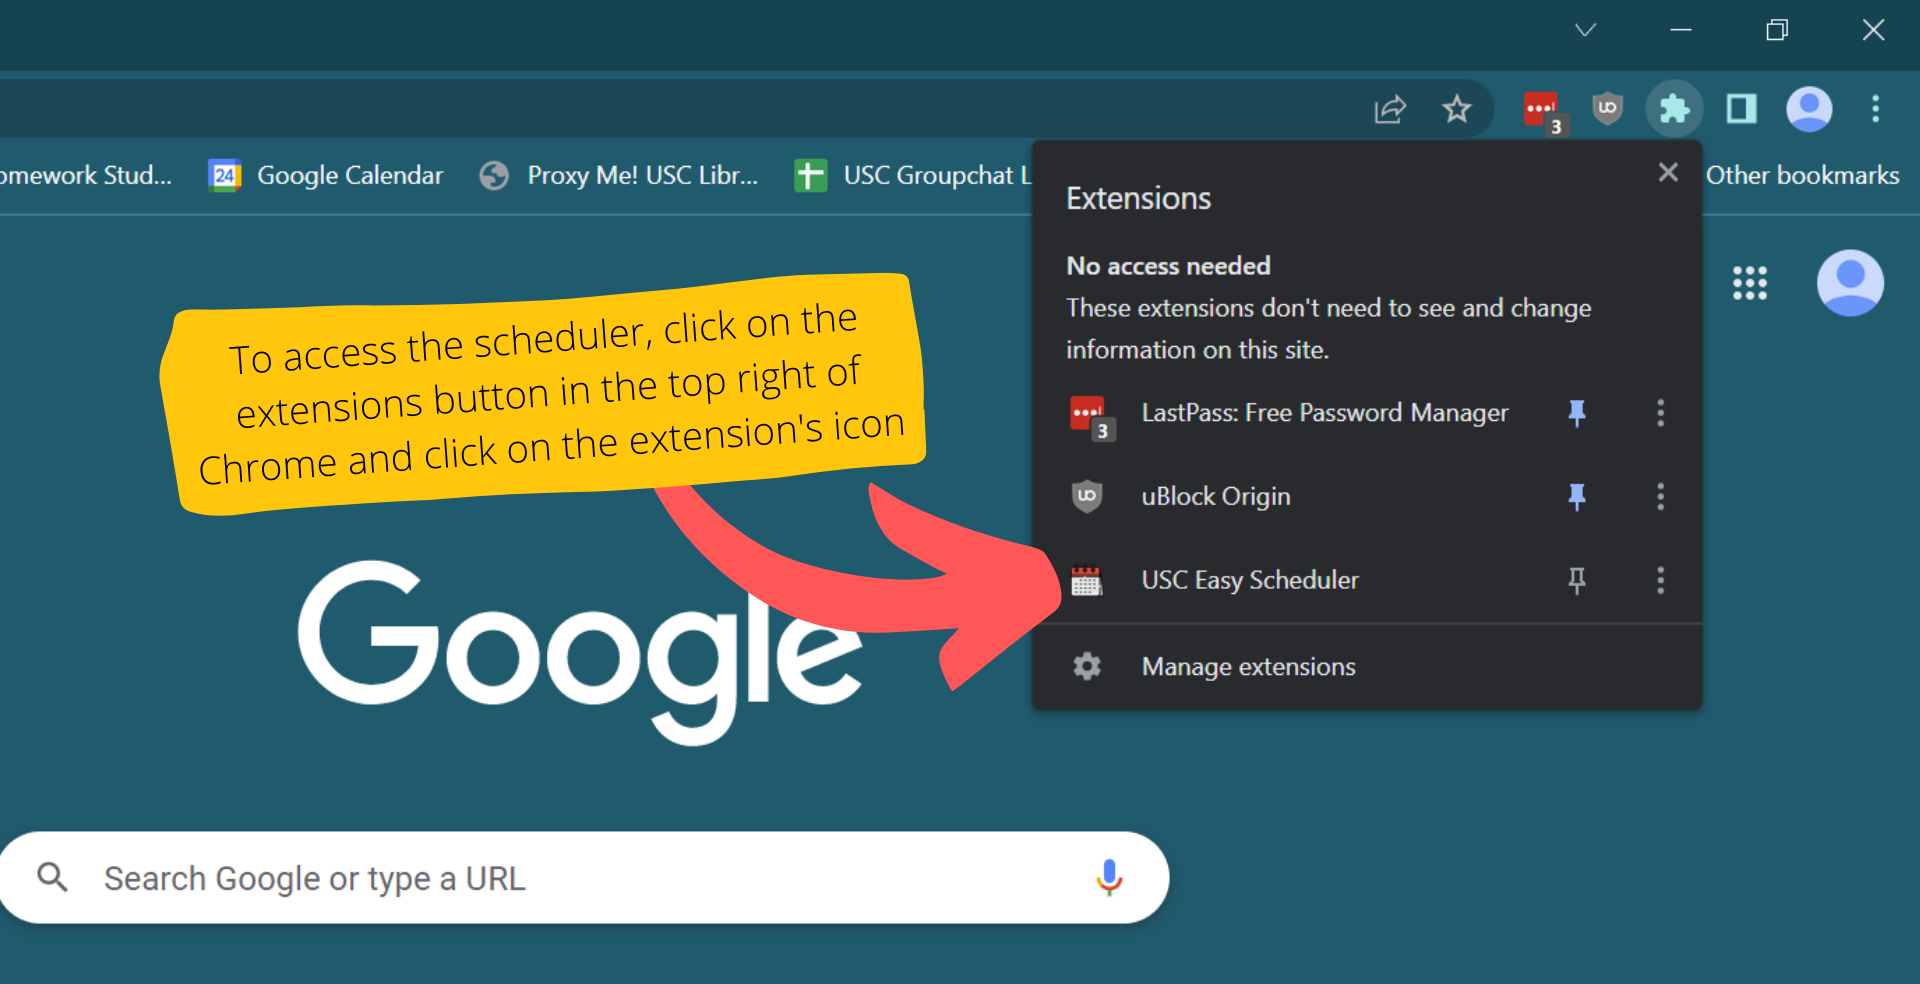 omework Stud...
24
Google Calendar
Proxy Me! USC Libr...
USC Groupchat L
Other bookmarks
3
uo
Extensions
No access needed
These extensions don't need to see and change
information on this site.
3
LastPass: Free Password Manager
uo
uBlock Origin
USC Easy Scheduler
Manage extensions
To access the scheduler, click on the
extensions button in the top right of
Chrome and click on the extension's icon
Google
Search Google or type a URL